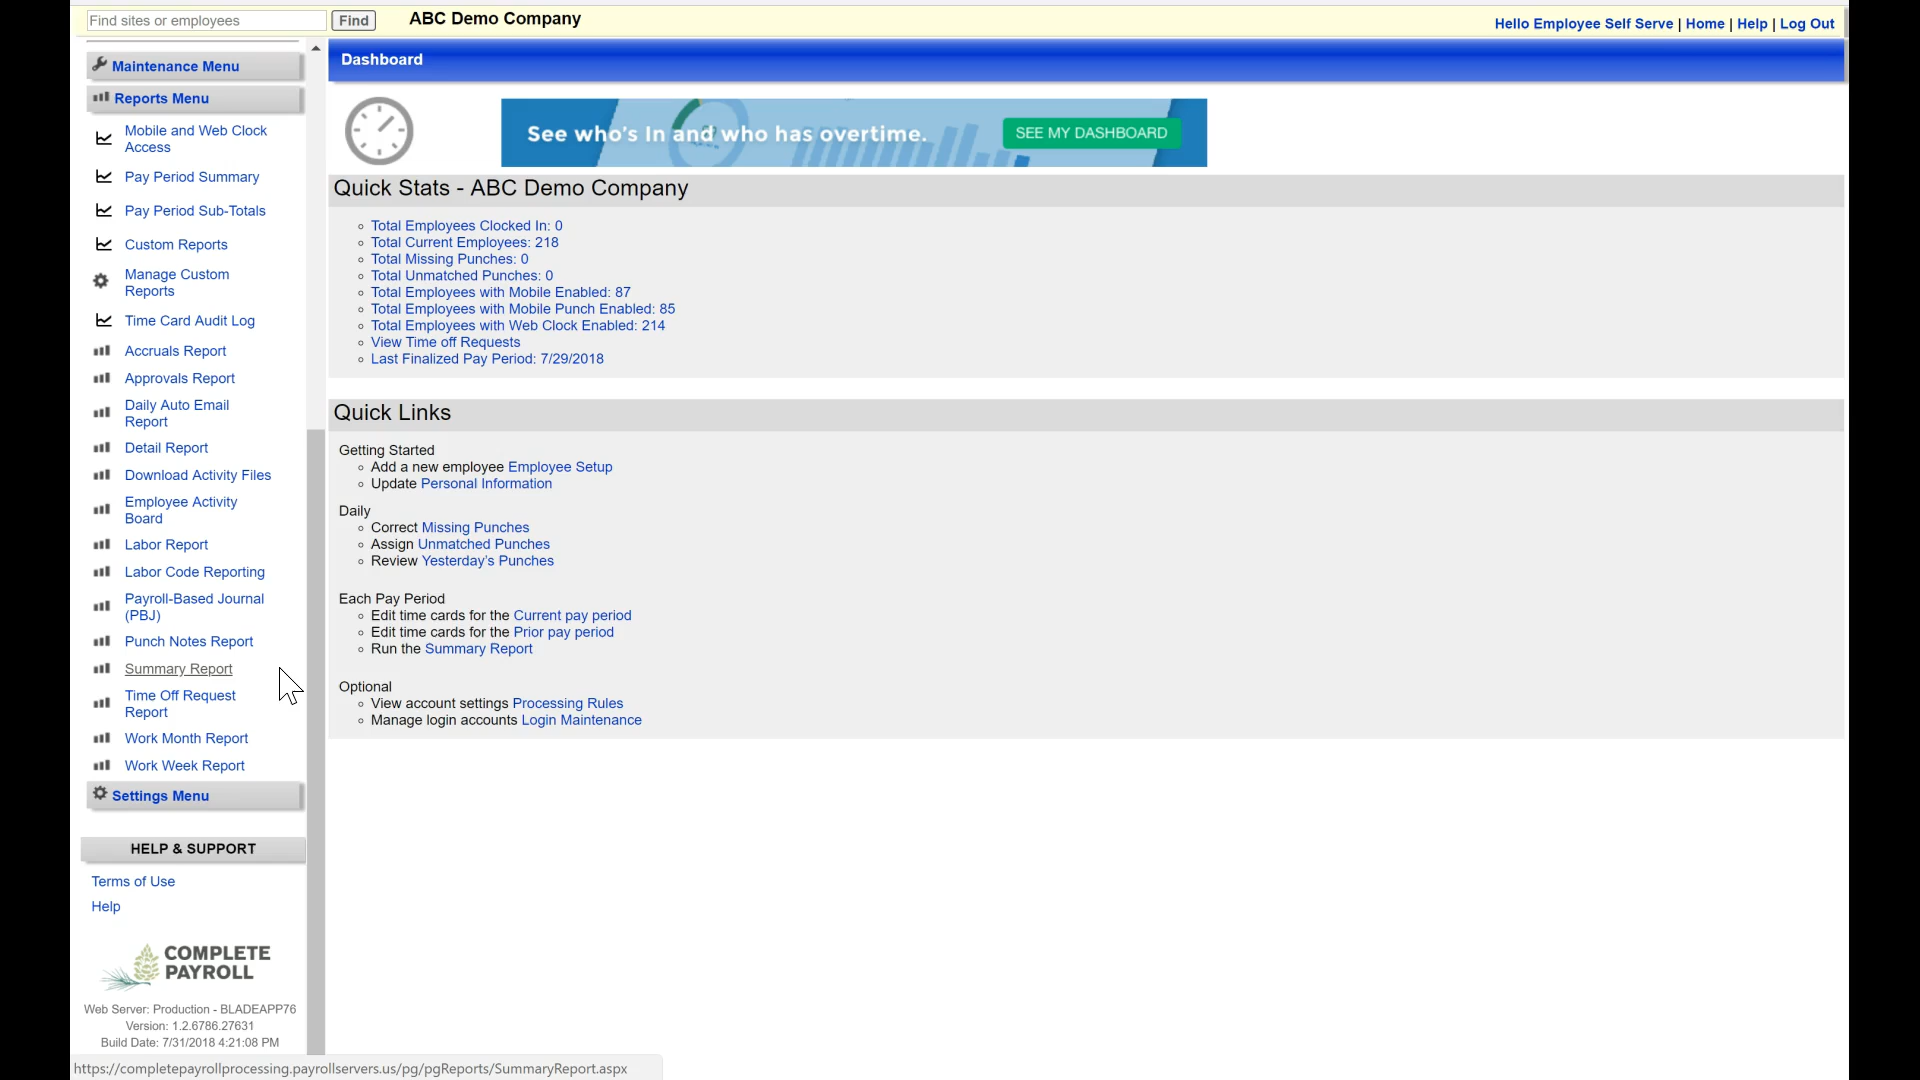 Find sites or employees
Find
ABC Demo Company
Hello Employee Self Serve | Home | Help | Log Out
Maintenance Menu
Reports Menu
Mobile and Web Clock
Access
Pay Period Summary
Pay Period Sub-Totals
Custom Reports
Manage Custom
Reports
Time Card Audit Log
Accruals Report
Approvals Report
Daily Auto Email
Report
Detail Report
Download Activity Files
Employee Activity
Board
Labor Report
Labor Code Reporting
Payroll-Based Journal
(PBJ)
Punch Notes Report
Summary Report
Time Off Request
Report
Work Month Report
Work Week Report
Settings Menu
HELP & SUPPORT
Terms of Use
Help
COMPLETE
PAYROLL
Web Server: Production - BLADEAPP76
Version: 1.2.6786.27631
Build Date: 7/31/2018 4:21:08 PM
Dashboard
See who's In and who has overtime.
SEE MY DASHBOARD
Quick Stats - ABC Demo Company
Total Employees Clocked In: 0
Total Current Employees: 218
Total Missing Punches: 0
Total Unmatched Punches: 0
Total Employees with Mobile Enabled: 87
Total Employees with Mobile Punch Enabled: 85
Total Employees with Web Clock Enabled: 214
View Time off Requests
Last Finalized Pay Period: 7/29/2018
Quick Links
Getting Started
Add a new employee Employee Setup
Update Personal Information
Daily
Correct Missing Punches
Assign Unmatched Punches
Review Yesterday's Punches
Each Pay Period
Edit time cards for the Current pay period
Edit time cards for the Prior pay period
Run the Summary Report
Optional
View account settings Processing Rules
Manage login accounts Login Maintenance
https://completepayrollprocessing.payrollservers.us/pg/pgReports/SummaryReport.aspx